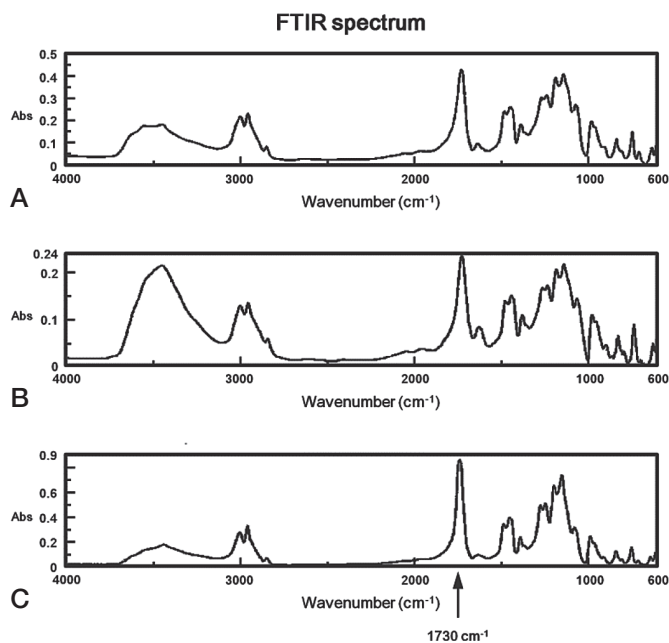 FTIR spectrum
0.5
0.4
0.3
Abs 0.2
0.1
0
4000 3000 2000 1000 600
A
Wavenumber (cm⁻¹)
0.24
0.2
Abs
0.1
0
4000 3000 2000 1000 600
B
Wavenumber (cm⁻¹)
0.9
0.6
Abs 0.4
0.2
0
4000 3000 2000 1000 600
C
Wavenumber (cm⁻¹)
1730 cm⁻¹